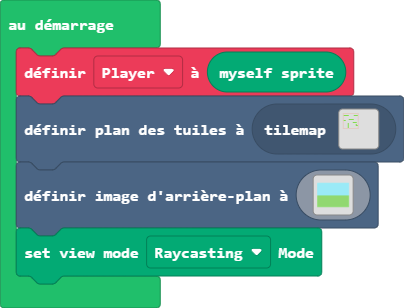 au démarrage
définir Player à myself sprite
définir plan des tuiles à tilemap
définir image d'arrière-plan à
set view mode Raycasting Mode